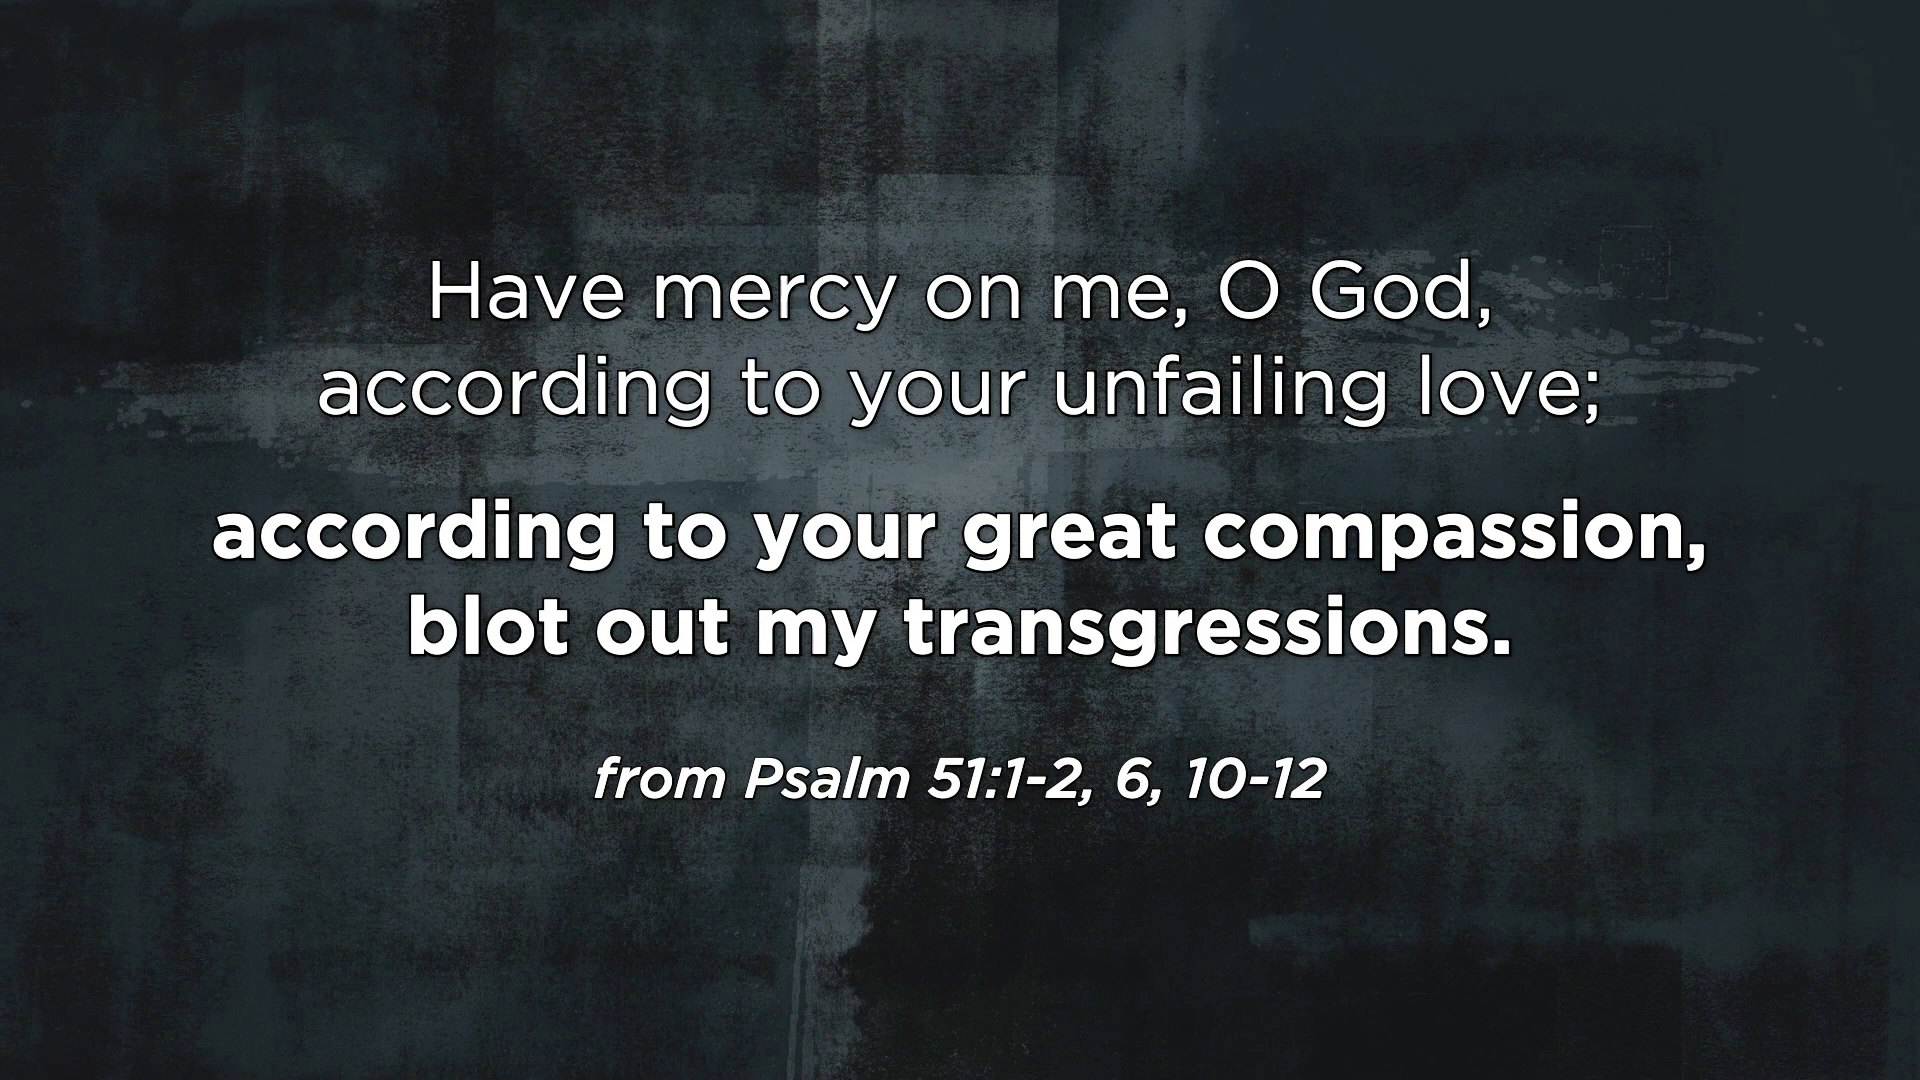 Have mercy on me, O God,
according to your unfailing love;
according to your great compassion,
blot out my transgressions.
from Psalm 51:1-2, 6, 10-12